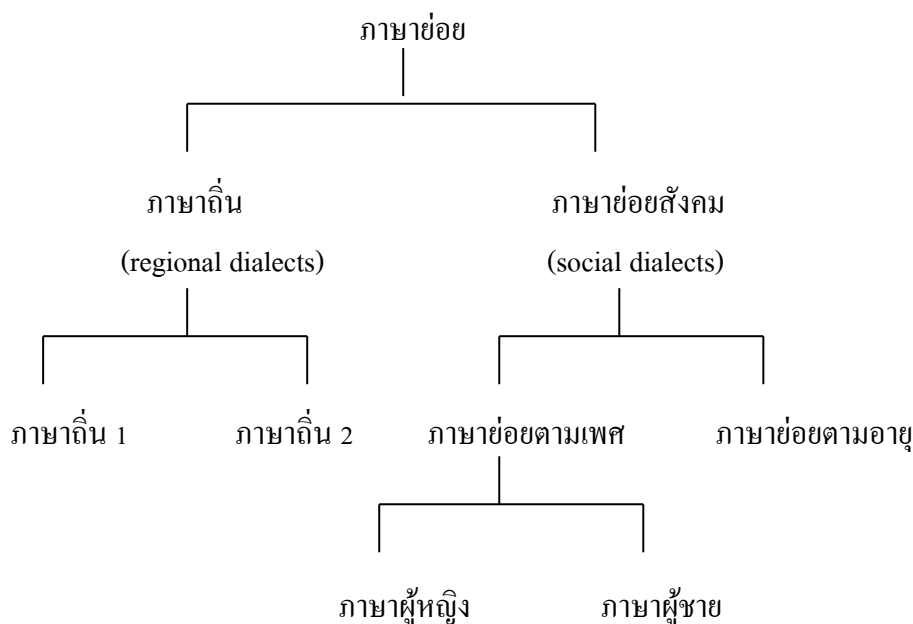 ภาษาย่อย
ภาษาถิ่น ภาษาย่อยสังคม
(regional dialects) (social dialects)
ภาษาถิ่น 1 ภาษาถิ่น 2 ภาษาย่อยตามเพศ ภาษาย่อยตามอายุ
ภาษาผู้หญิง ภาษาผู้ชาย